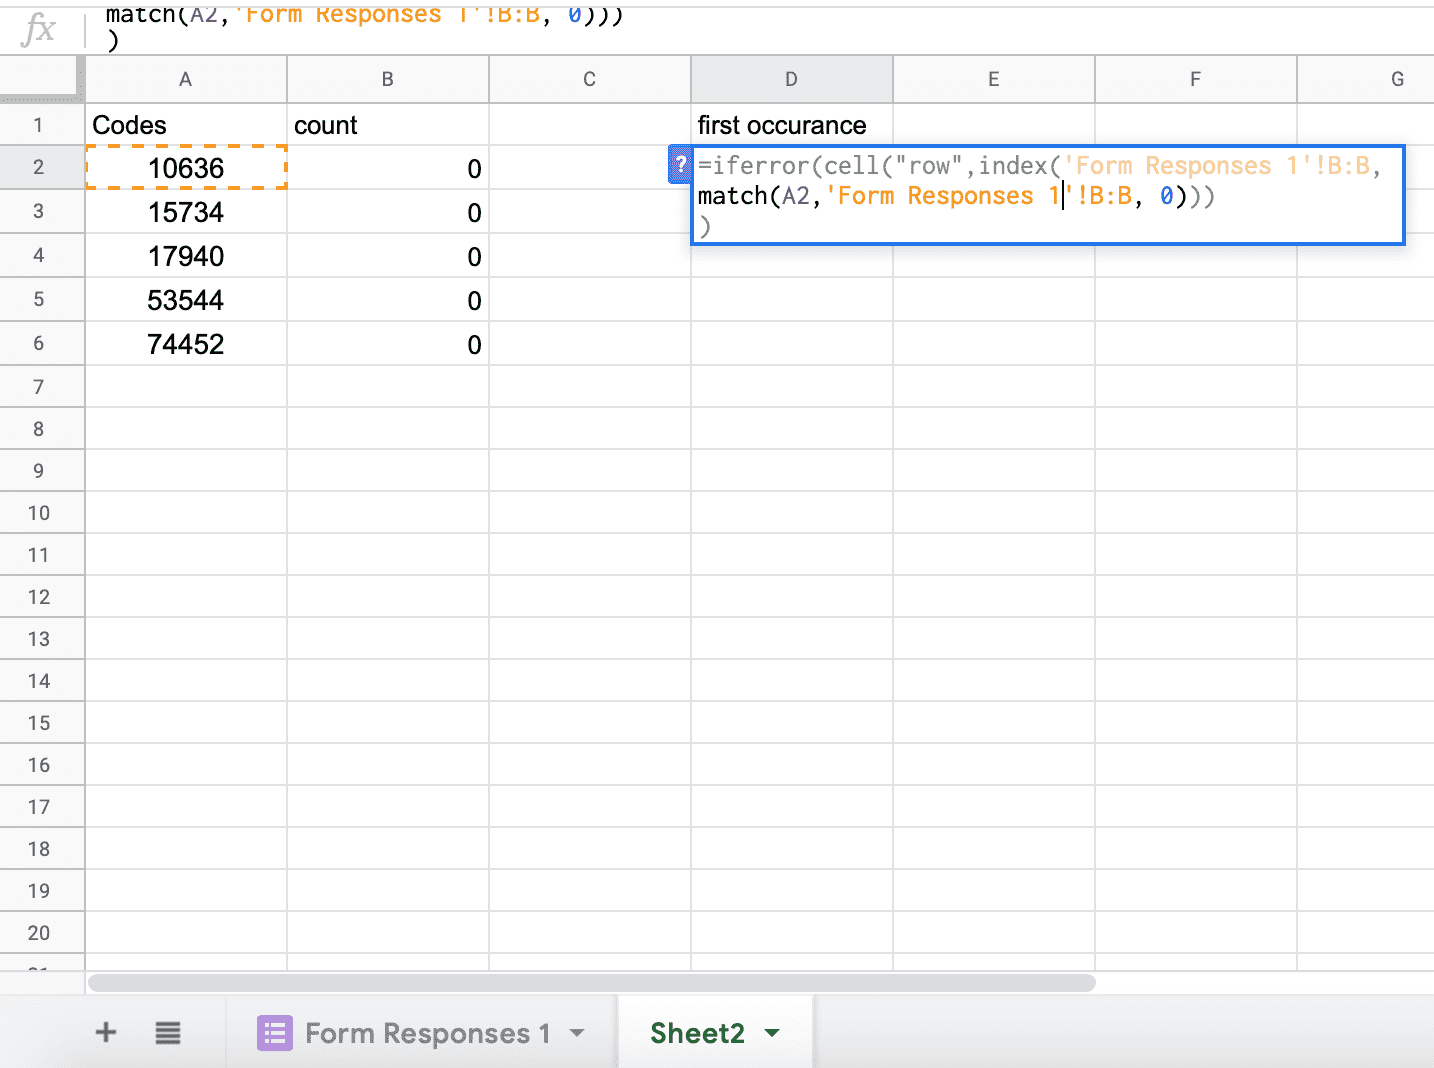 fx
match(A2,'Form Responses 1'!B:B, 0)))
)
A B C D E F G
1 Codes count first occurance
2 10636 0 ? =iferror(cell("row",index('Form Responses 1'!B:B,
match(A2,'Form Responses 1'!B:B, 0)))
)
3 15734 0
4 17940 0
5 53544 0
6 74452 0
7
8
9
10
11
12
13
14
15
16
17
18
19
20
+ Form Responses 1 Sheet2